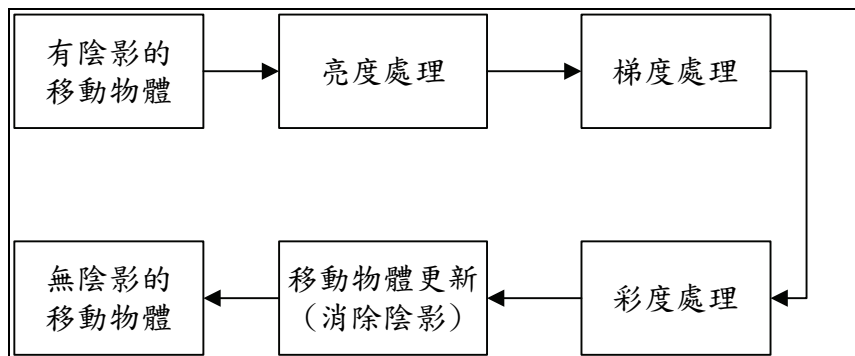 有陰影的
移動物體
亮度處理
梯度處理
無陰影的
移動物體
移動物體更新
（消除陰影）
彩度處理